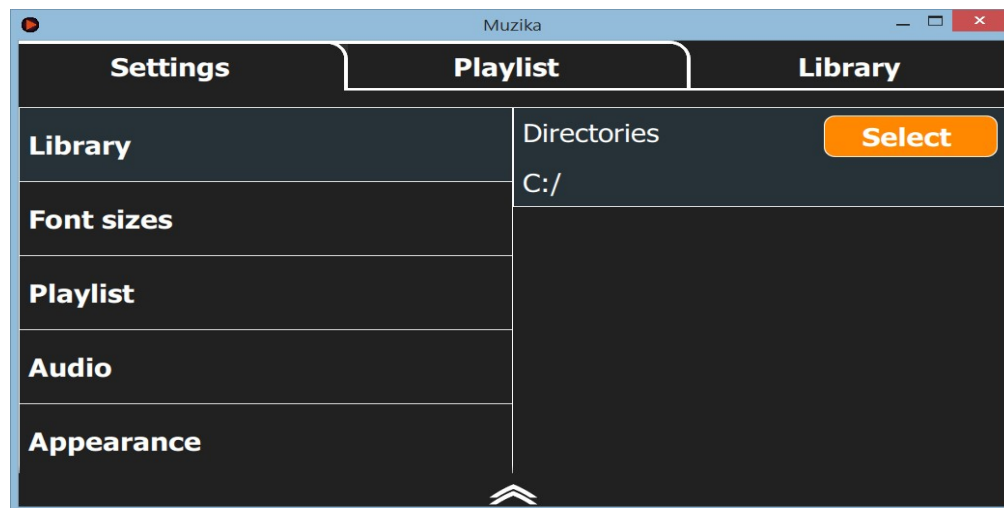 Muzika
Settings Playlist Library
Library
Font sizes
Playlist
Audio
Appearance
Directories Select
C:/